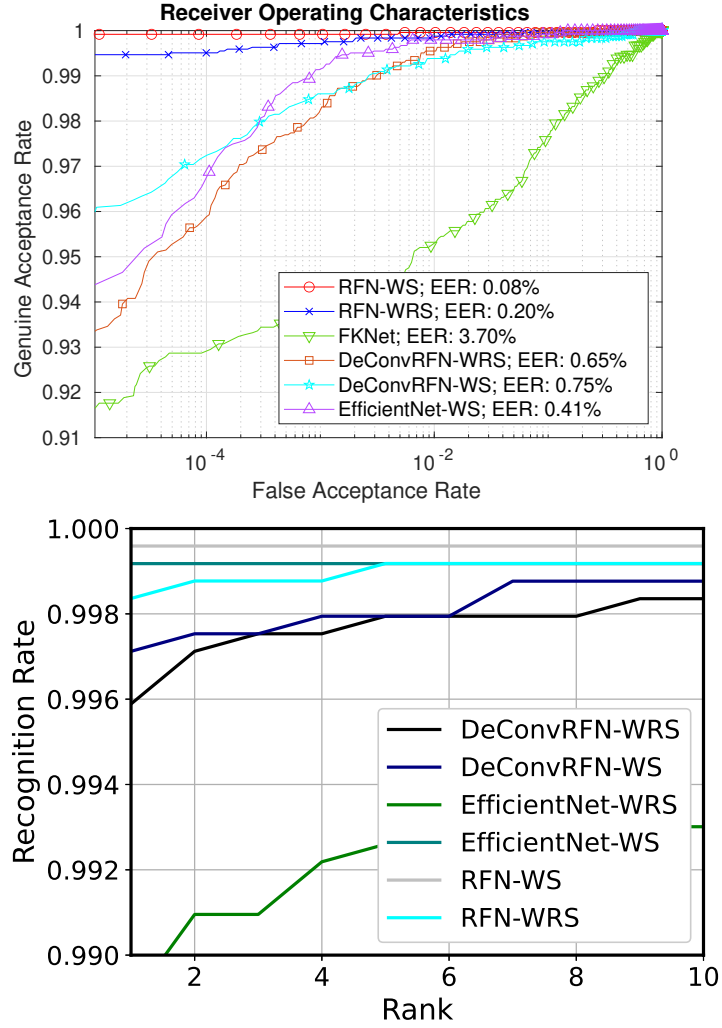 Receiver Operating Characteristics
1
0.99
0.98
0.97
0.96
0.95
0.94
0.93
0.92
0.91
Genuine Acceptance Rate
RFN-WS; EER: 0.08%
RFN-WRS; EER: 0.20%
FKNet; EER: 3.70%
DeConvRFN-WRS; EER: 0.65%
DeConvRFN-WS; EER: 0.75%
EfficientNet-WS; EER: 0.41%
10^-4 10^-2 10^0
False Acceptance Rate
1.000
0.998
0.996
0.994
0.992
0.990
Recognition Rate
DeConvRFN-WRS
DeConvRFN-WS
EfficientNet-WRS
EfficientNet-WS
RFN-WS
RFN-WRS
2 4 6 8 10
Rank